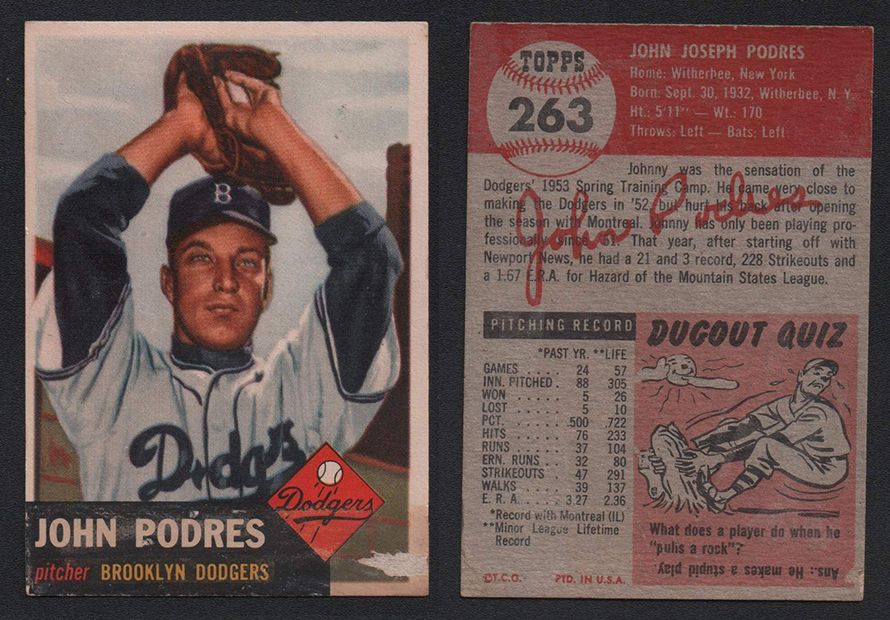 B
Dodgers
Dodgers
JOHN PODRES
pitcher BROOKLYN DODGERS
TOPPS
263
JOHN JOSEPH PODRES
Home: Witherbee, New York
Born: Sept. 30, 1932, Witherbee, N. Y.
Ht.: 5'11" — Wt.: 170
Throws: Left — Bats: Left
Johnny was the sensation of the
Dodgers' 1953 Spring Training Camp. He came very close to
making the Dodgers in '52 but hurt his back after opening
the season with Montreal. Johnny has only been playing pro-
fessionally since '51. That year, after starting off with
Newport News, he had a 21 and 3 record, 228 Strikeouts and
a 1.67 E.R.A. for Hazard of the Mountain States League.
John Podres
PITCHING RECORD
*PAST YR. **LIFE
GAMES . . . . 24 57
INN. PITCHED . 88 305
WON . . . . 5 26
LOST . . . . 5 10
PCT. . . . . .500 .722
HITS . . . . 76 233
RUNS . . . . 37 104
ERN. RUNS . . 32 80
STRIKEOUTS . 47 291
WALKS . . . 39 137
E. R. A. . . . 3.27 2.36
*Record with Montreal (IL)
**Minor League Lifetime
Record
DUGOUT QUIZ
What does a player do when he
"pulls a rock"?
Ans.: He makes a stupid play.
©T.C.G. PTD. IN U.S.A.